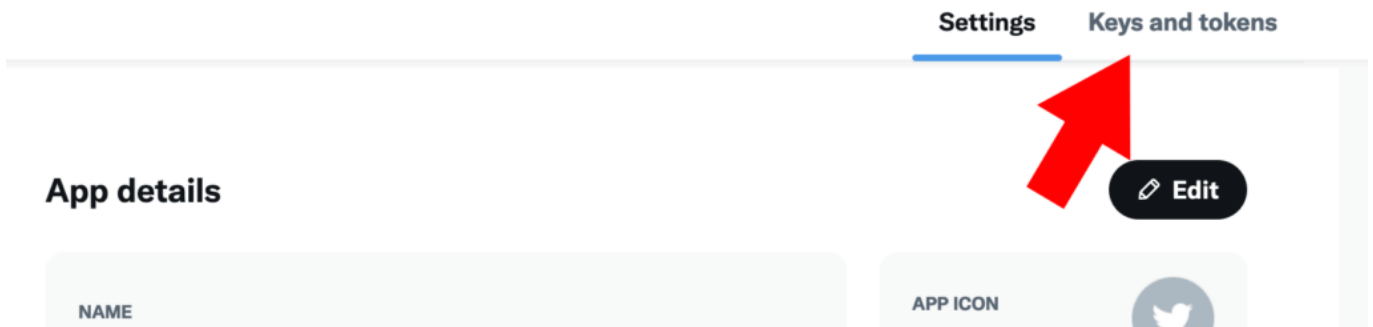 Settings Keys and tokens
App details
Edit
NAME
APP ICON